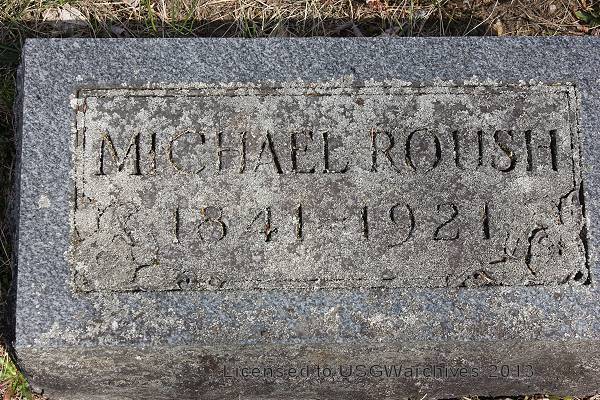 MICHAEL ROUSH
1841-1921
Licensed to USGWarchives 2013